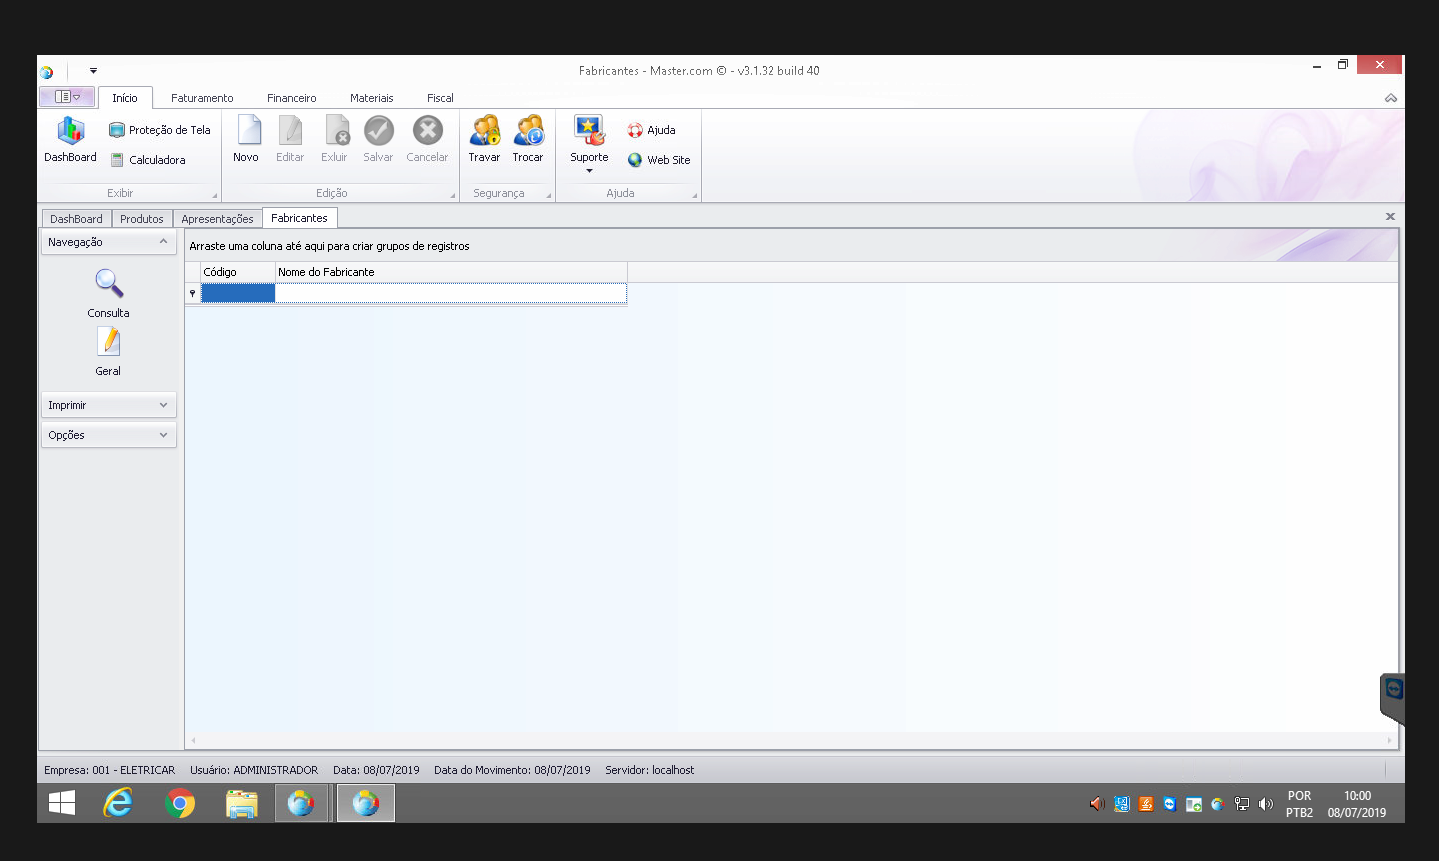 Fabricantes - Master.com © - v3.1.32 build 40
Início Faturamento Financeiro Materiais Fiscal
DashBoard
Proteção de Tela
Calculadora
Exibir
Novo Editar Exluir Salvar Cancelar
Edição
Travar Trocar
Segurança
Suporte
Ajuda
Web Site
Ajuda
DashBoard Produtos Apresentações Fabricantes
Navegação
Consulta
Geral
Imprimir
Opções
Arraste uma coluna até aqui para criar grupos de registros
Código Nome do Fabricante
Empresa: 001 - ELETRICAR Usuário: ADMINISTRADOR Data: 08/07/2019 Data do Movimento: 08/07/2019 Servidor: localhost
POR
PTB2
10:00
08/07/2019